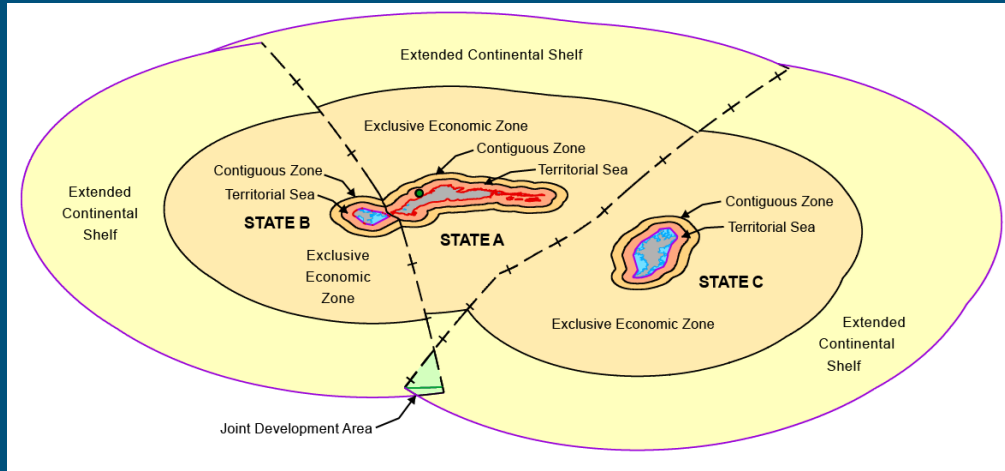 Extended Continental Shelf
Exclusive Economic Zone
Contiguous Zone
Territorial Sea
Contiguous Zone
Territorial Sea
STATE B
STATE A
Extended
Continental
Shelf
Exclusive
Economic
Zone
Contiguous Zone
Territorial Sea
STATE C
Exclusive Economic Zone
Extended
Continental
Shelf
Joint Development Area